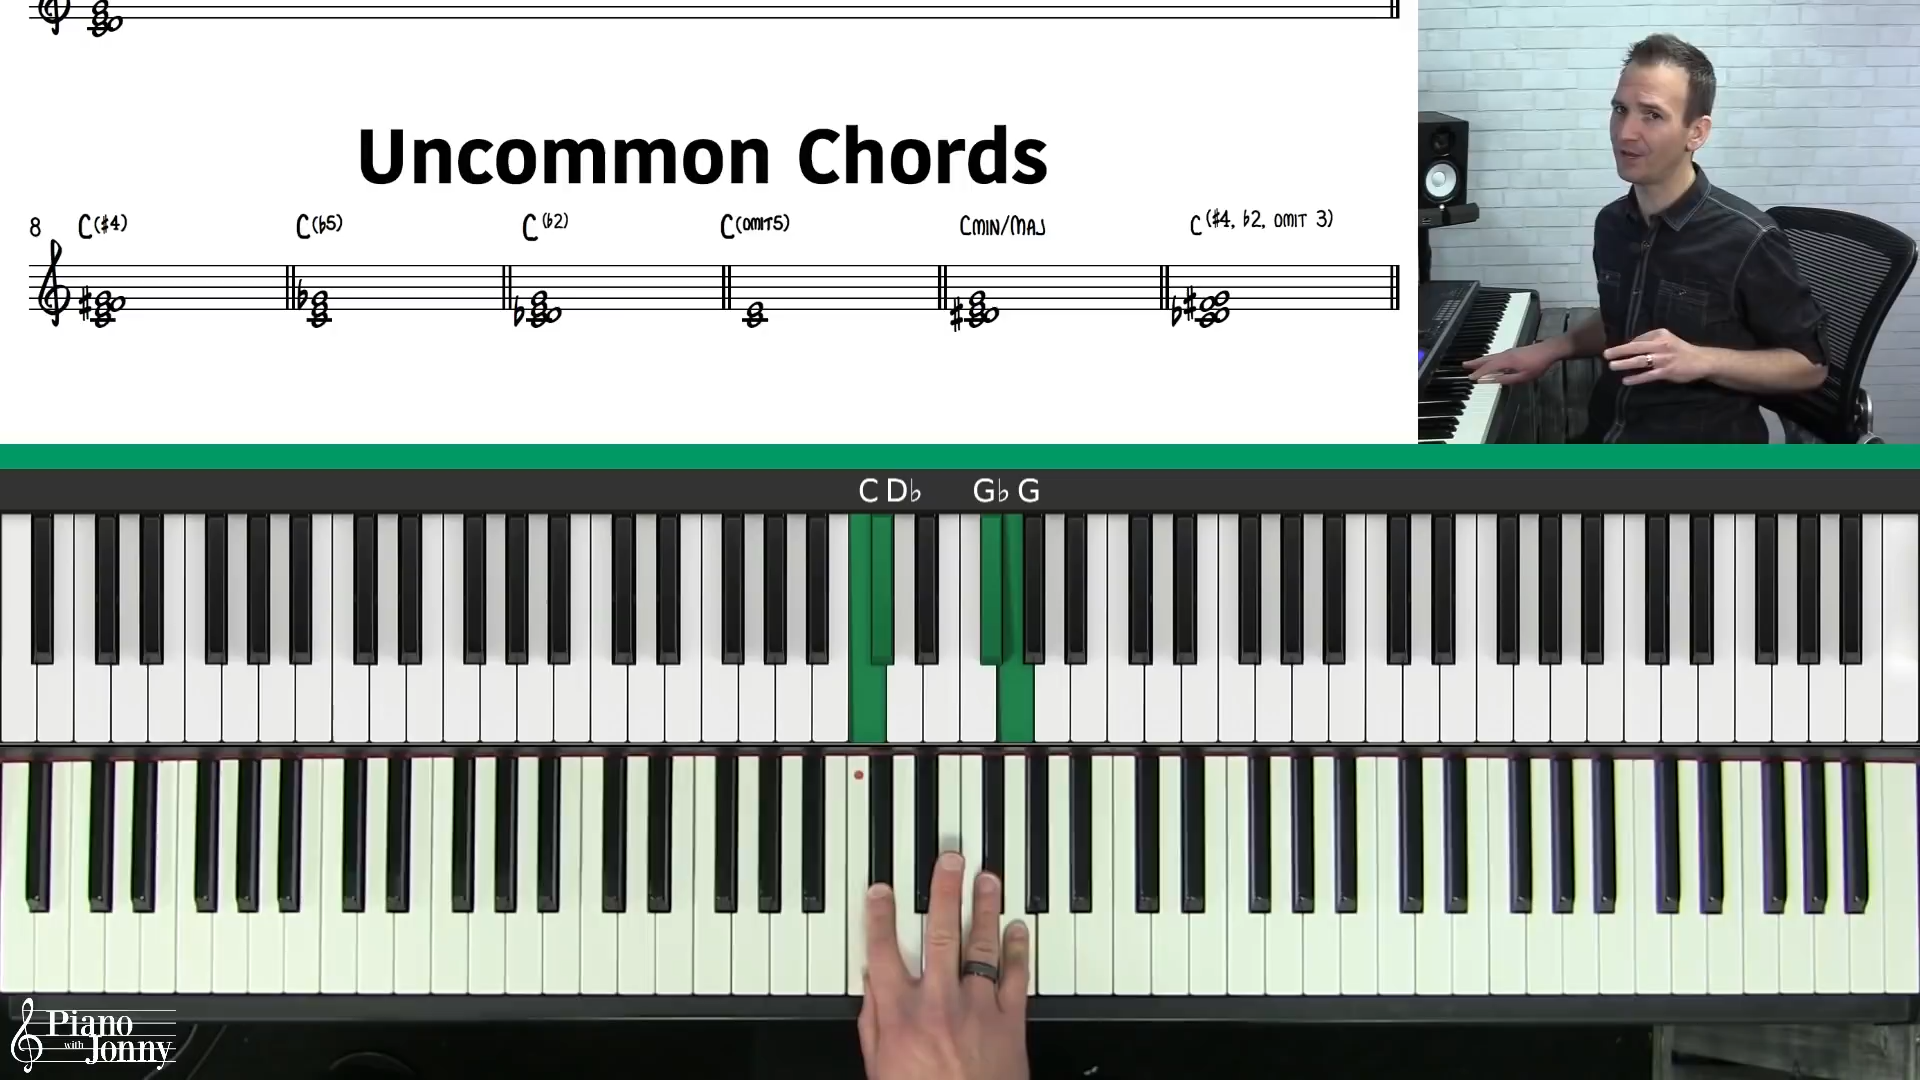 Uncommon Chords
8 C(♯4) C(♭5) C(♭2) C(OMIT5) CMIN/MAJ C(♯4, ♭2, OMIT 3)
C D♭ G♭ G
Piano
with
Jonny